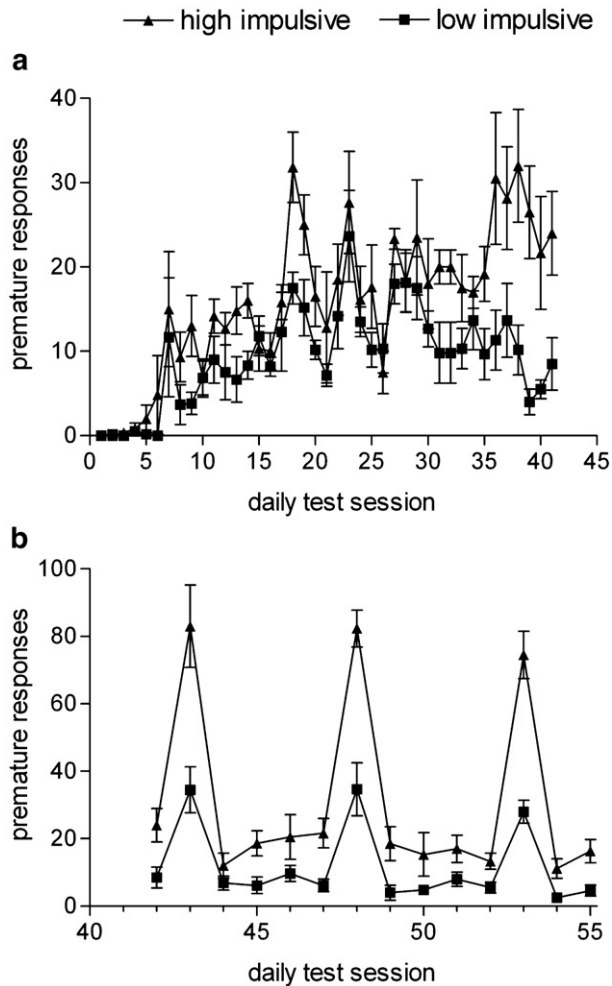 high impulsive low impulsive
a
40
30
20
10
0
premature responses
0 5 10 15 20 25 30 35 40 45
daily test session
b
100
80
60
40
20
0
premature responses
40 45 50 55
daily test session